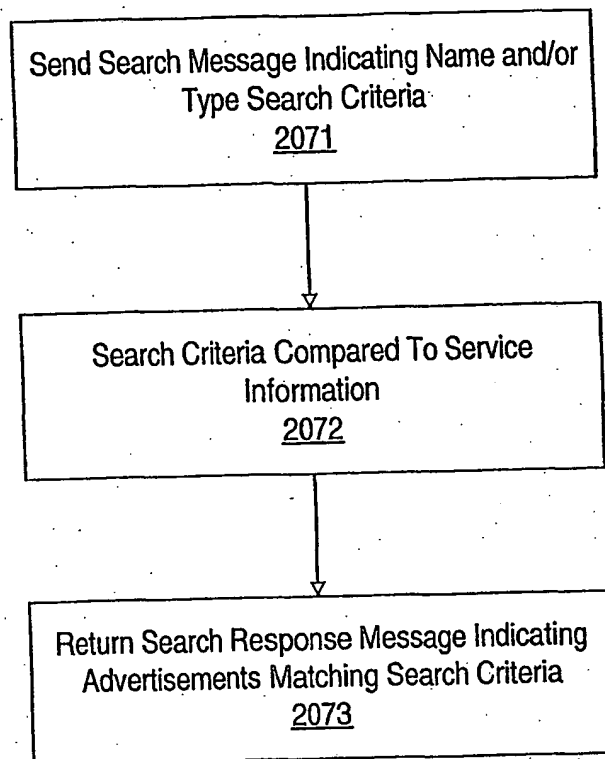 Send Search Message Indicating Name and/or
Type Search Criteria
2071
Search Criteria Compared To Service
Information
2072
Return Search Response Message Indicating
Advertisements Matching Search Criteria
2073